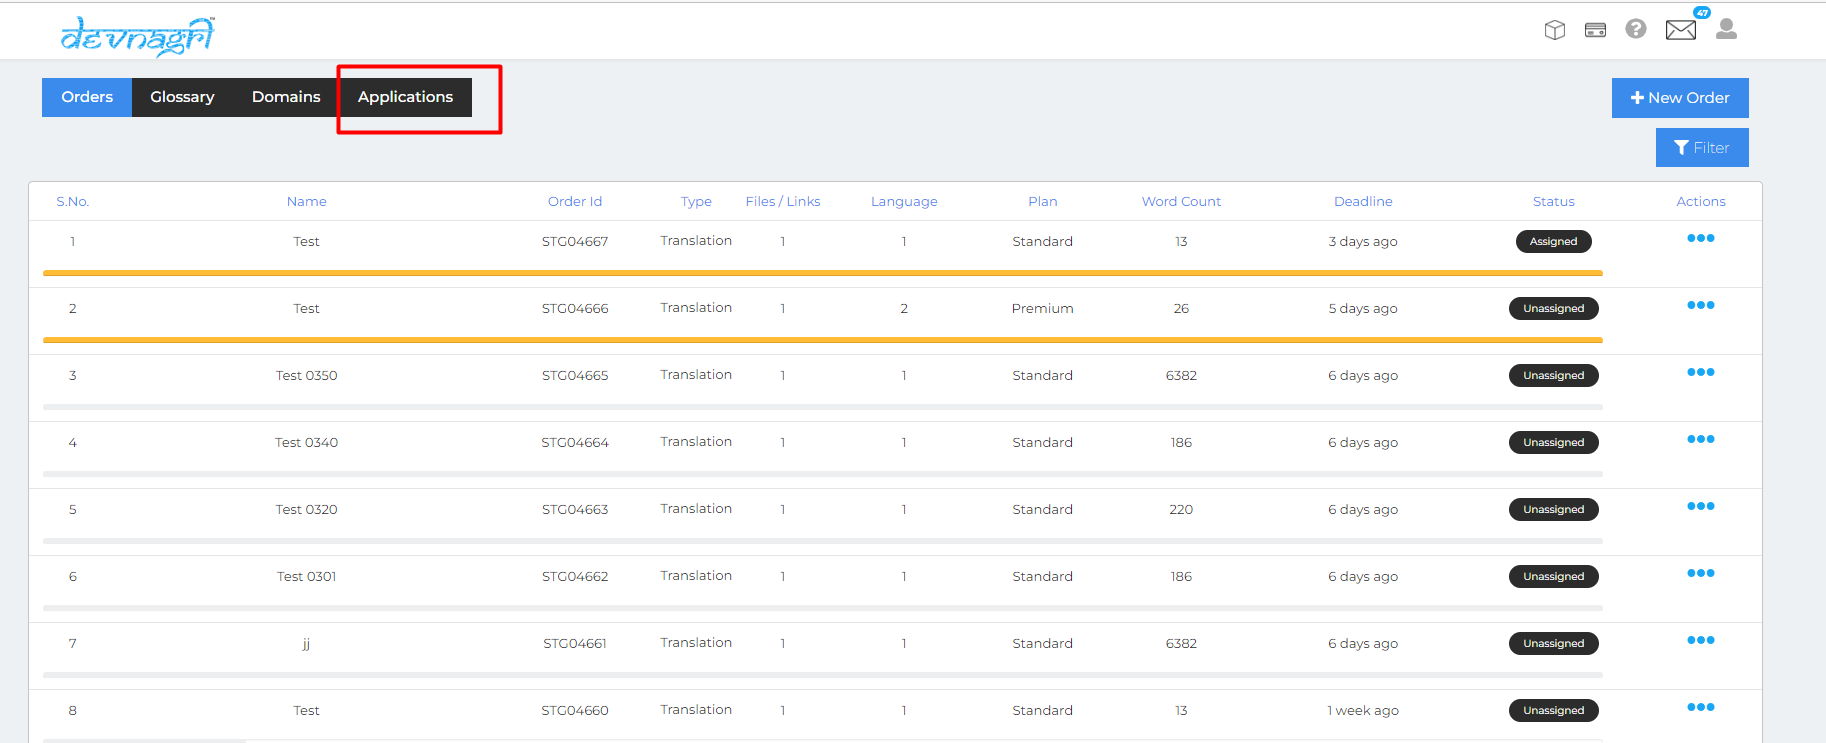 devnagri™
47
Orders Glossary Domains Applications
New Order
Filter
S.No. Name Order Id Type Files / Links Language Plan Word Count Deadline Status Actions
1 Test STG04667 Translation 1 1 Standard 13 3 days ago Assigned
2 Test STG04666 Translation 1 2 Premium 26 5 days ago Unassigned
3 Test 0350 STG04665 Translation 1 1 Standard 6382 6 days ago Unassigned
4 Test 0340 STG04664 Translation 1 1 Standard 186 6 days ago Unassigned
5 Test 0320 STG04663 Translation 1 1 Standard 220 6 days ago Unassigned
6 Test 0301 STG04662 Translation 1 1 Standard 186 6 days ago Unassigned
7 jj STG04661 Translation 1 1 Standard 6382 6 days ago Unassigned
8 Test STG04660 Translation 1 1 Standard 13 1 week ago Unassigned